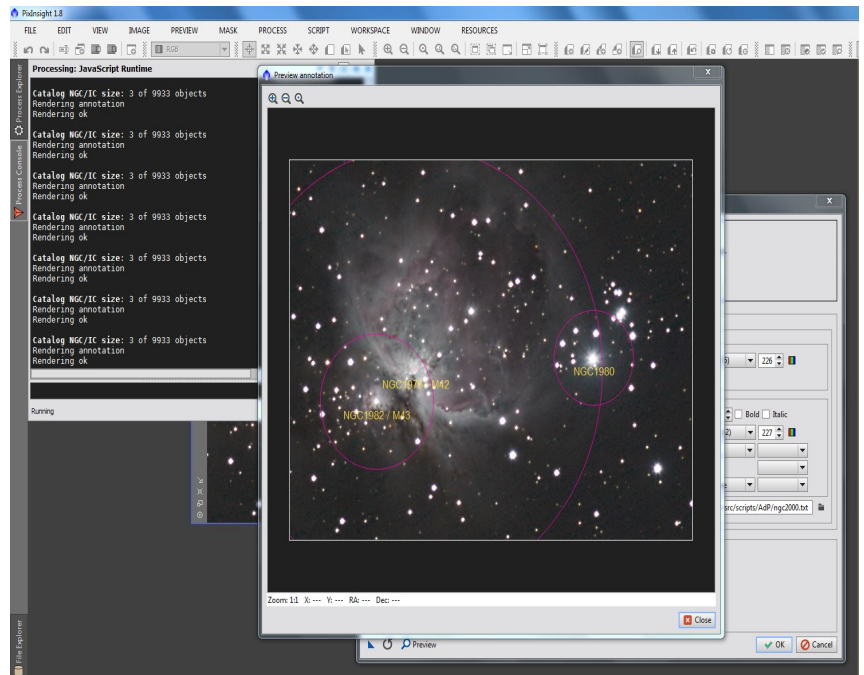 PixInsight 1.8
FILE EDIT VIEW IMAGE PREVIEW MASK PROCESS SCRIPT WORKSPACE WINDOW RESOURCES
RGB
Process Explorer
Process Console
File Explorer
Processing: JavaScript Runtime
Catalog NGC/IC size: 3 of 9933 objects
Rendering annotation
Rendering ok
Catalog NGC/IC size: 3 of 9933 objects
Rendering annotation
Rendering ok
Catalog NGC/IC size: 3 of 9933 objects
Rendering annotation
Rendering ok
Catalog NGC/IC size: 3 of 9933 objects
Rendering annotation
Rendering ok
Catalog NGC/IC size: 3 of 9933 objects
Rendering annotation
Rendering ok
Catalog NGC/IC size: 3 of 9933 objects
Rendering annotation
Rendering ok
Catalog NGC/IC size: 3 of 9933 objects
Rendering annotation
Rendering ok
Running
Preview annotation
NGC1980
NGC1976 / M42
NGC1982 / M43
Zoom: 1:1 X: --- Y: --- RA: --- Dec: ---
Close
226
Bold Italic
227
src/scripts/AdP/ngc2000.txt
Preview
OK
Cancel